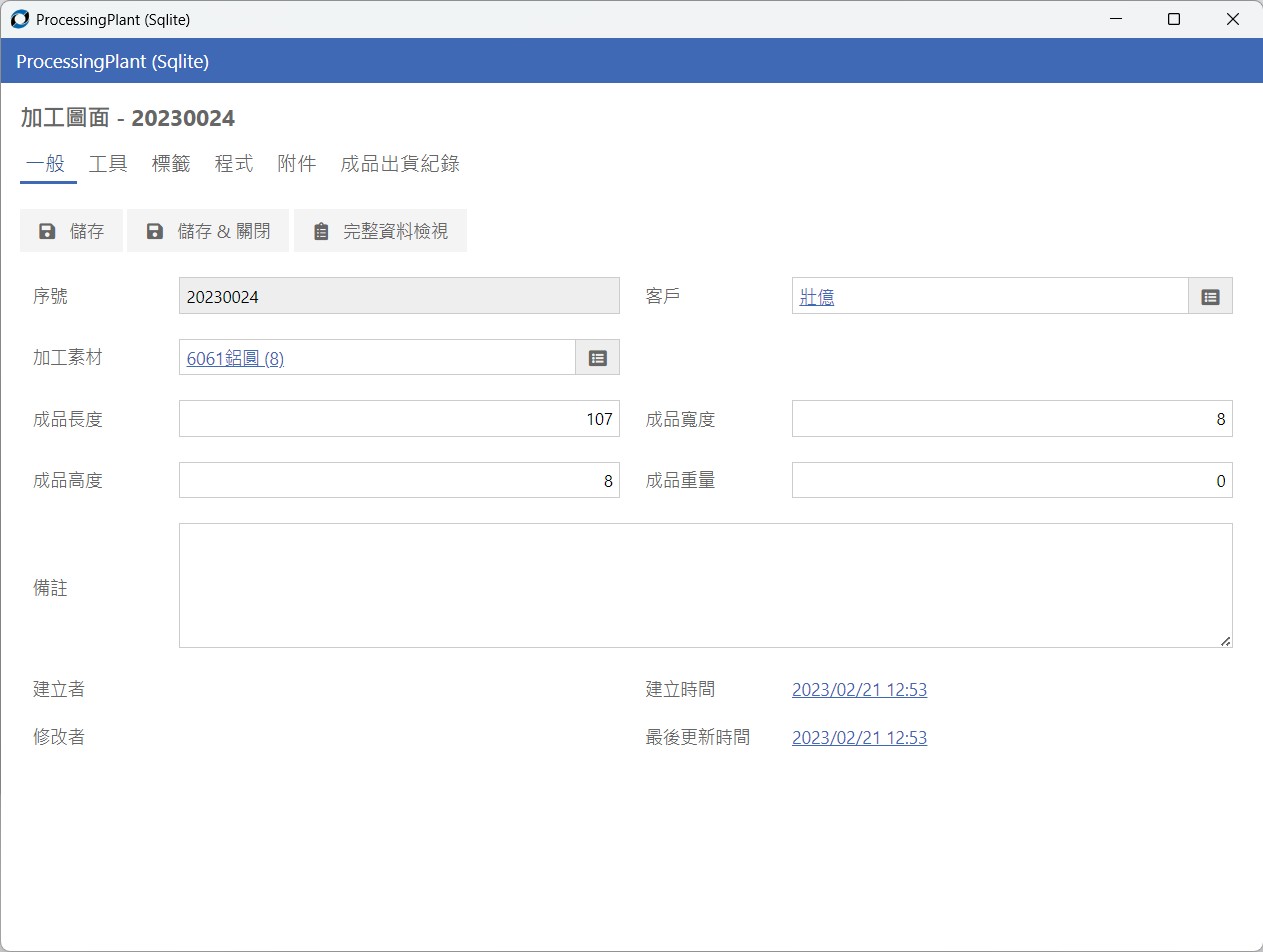 ProcessingPlant (Sqlite)
ProcessingPlant (Sqlite)
加工圖面 - 20230024
一般 工具 標籤 程式 附件 成品出貨紀錄
儲存 儲存 & 關閉 完整資料檢視
序號 20230024 客戶 壯億
加工素材 6061鋁圓 (8)
成品長度 107 成品寬度 8
成品高度 8 成品重量 0
備註
建立者 建立時間 2023/02/21 12:53
修改者 最後更新時間 2023/02/21 12:53